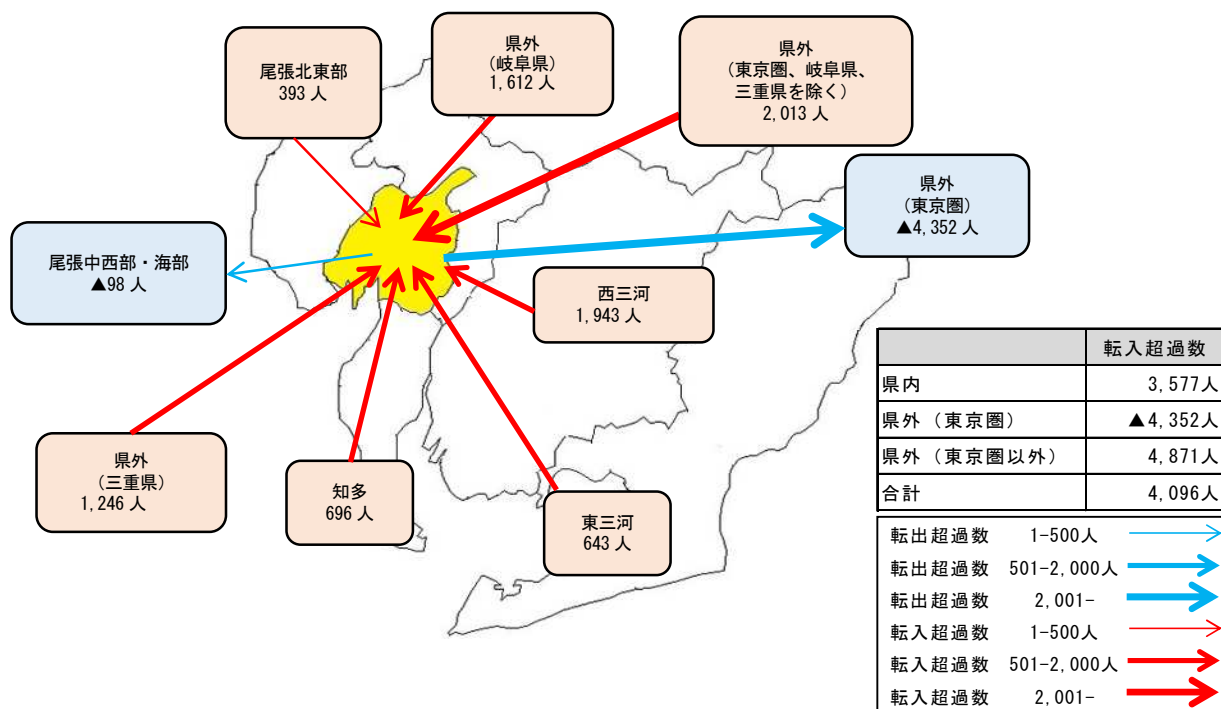 県外
(岐阜県)
1,612 人
県外
(東京圏、岐阜県、
三重県を除く)
2,013 人
尾張北東部
393 人
県外
(東京圏)
▲4,352 人
尾張中西部・海部
▲98 人
西三河
1,943 人
県外
(三重県)
1,246 人
知多
696 人
東三河
643 人
転入超過数
県内 3,577人
県外(東京圏) ▲4,352人
県外(東京圏以外) 4,871人
合計 4,096人
転出超過数 1-500人
転出超過数 501-2,000人
転出超過数 2,001-
転入超過数 1-500人
転入超過数 501-2,000人
転入超過数 2,001-